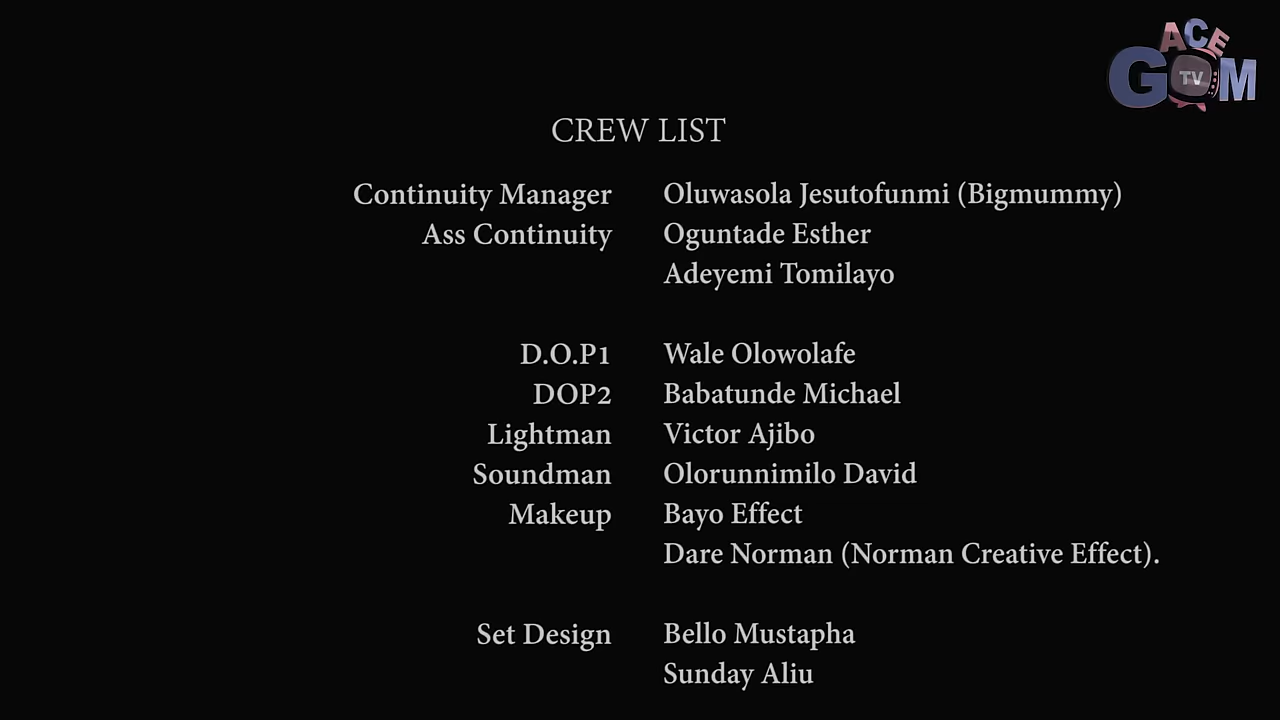 ACE
G TV M
CREW LIST
Continuity Manager Oluwasola Jesutofunmi (Bigmummy)
Ass Continuity Oguntade Esther
Adeyemi Tomilayo
D.O.P1 Wale Olowolafe
DOP2 Babatunde Michael
Lightman Victor Ajibo
Soundman Olorunnimilo David
Makeup Bayo Effect
Dare Norman (Norman Creative Effect).
Set Design Bello Mustapha
Sunday Aliu